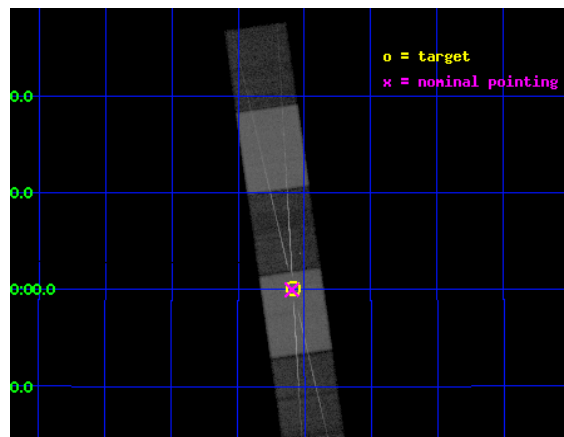 o = target
x = nominal pointing
0.0
0.0
0:00.0
0.0